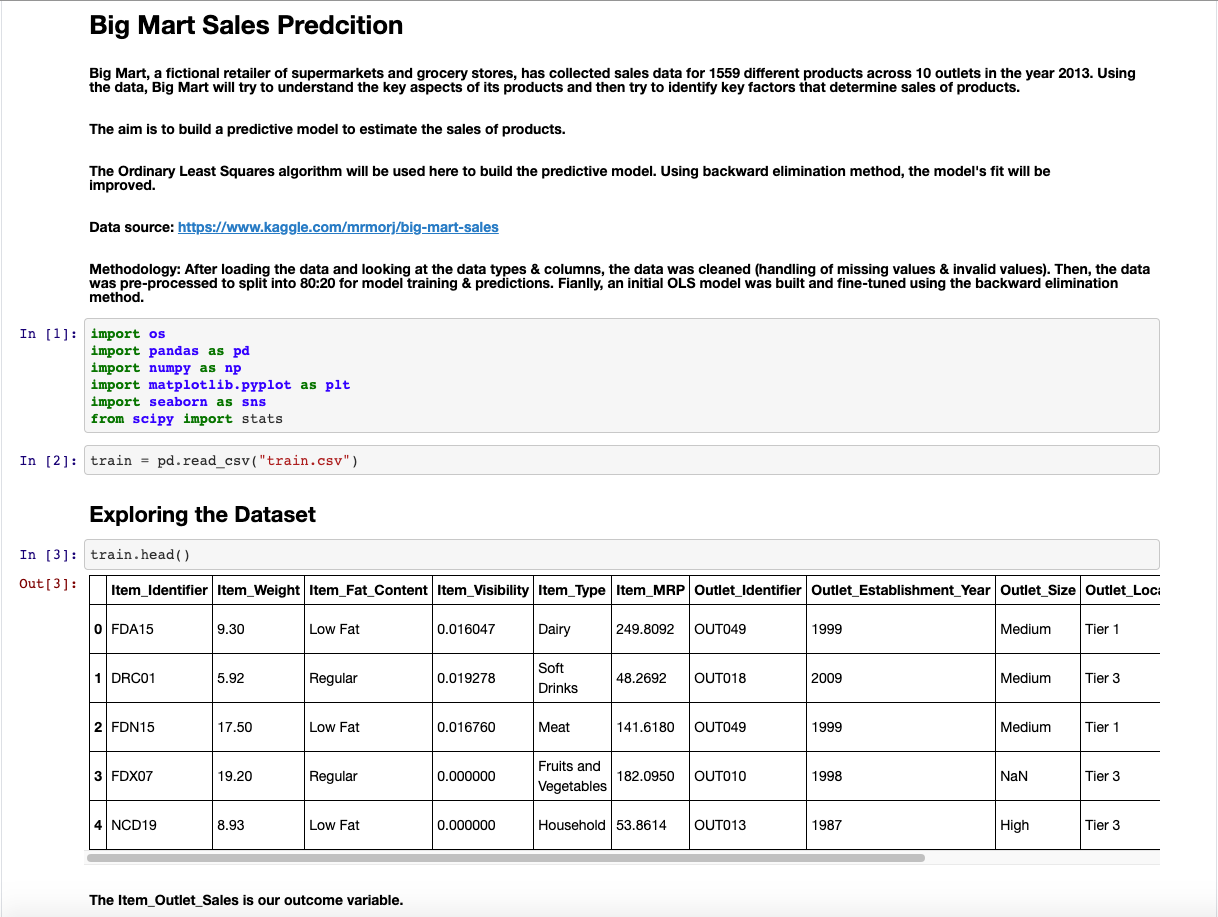 Big Mart Sales Predcition
Big Mart, a fictional retailer of supermarkets and grocery stores, has collected sales data for 1559 different products across 10 outlets in the year 2013. Using
the data, Big Mart will try to understand the key aspects of its products and then try to identify key factors that determine sales of products.
The aim is to build a predictive model to estimate the sales of products.
The Ordinary Least Squares algorithm will be used here to build the predictive model. Using backward elimination method, the model's fit will be
improved.
Data source: https://www.kaggle.com/mrmorj/big-mart-sales
Methodology: After loading the data and looking at the data types & columns, the data was cleaned (handling of missing values & invalid values). Then, the data
was pre-processed to split into 80:20 for model training & predictions. Fianlly, an initial OLS model was built and fine-tuned using the backward elimination
method.
In [1]: import os
import pandas as pd
import numpy as np
import matplotlib.pyplot as plt
import seaborn as sns
from scipy import stats
In [2]: train = pd.read_csv("train.csv")
Exploring the Dataset
In [3]: train.head()
Out[3]:
Item_Identifier Item_Weight Item_Fat_Content Item_Visibility Item_Type Item_MRP Outlet_Identifier Outlet_Establishment_Year Outlet_Size Outlet_Loca
0 FDA15 9.30 Low Fat 0.016047 Dairy 249.8092 OUT049 1999 Medium Tier 1
1 DRC01 5.92 Regular 0.019278 Soft Drinks 48.2692 OUT018 2009 Medium Tier 3
2 FDN15 17.50 Low Fat 0.016760 Meat 141.6180 OUT049 1999 Medium Tier 1
3 FDX07 19.20 Regular 0.000000 Fruits and Vegetables 182.0950 OUT010 1998 NaN Tier 3
4 NCD19 8.93 Low Fat 0.000000 Household 53.8614 OUT013 1987 High Tier 3
The Item_Outlet_Sales is our outcome variable.